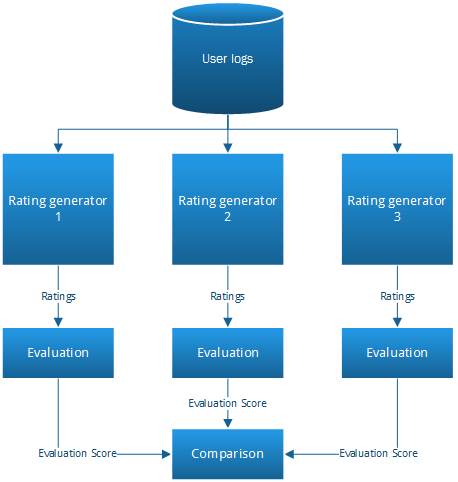 User logs
Rating generator
1
Rating generator
2
Rating generator
3
Ratings
Ratings
Ratings
Evaluation
Evaluation
Evaluation
Evaluation Score
Evaluation Score
Comparison
Evaluation Score